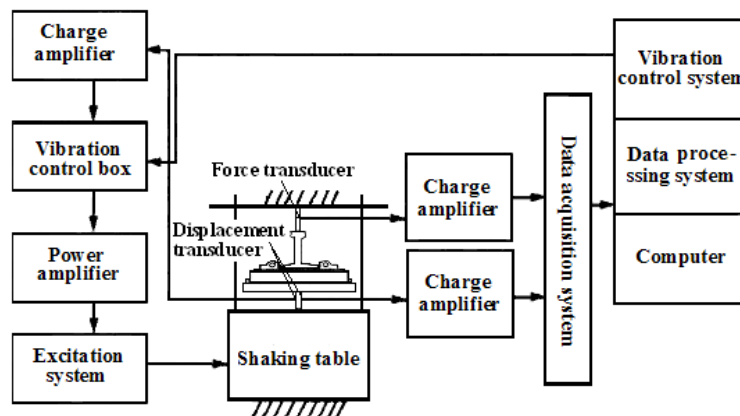 Charge
amplifier
Vibration
control box
Power
amplifier
Excitation
system
Force transducer
Displacement
transducer
Shaking table
Charge
amplifier
Charge
amplifier
Data acquisition system
Vibration
control system
Data proce-
ssing system
Computer